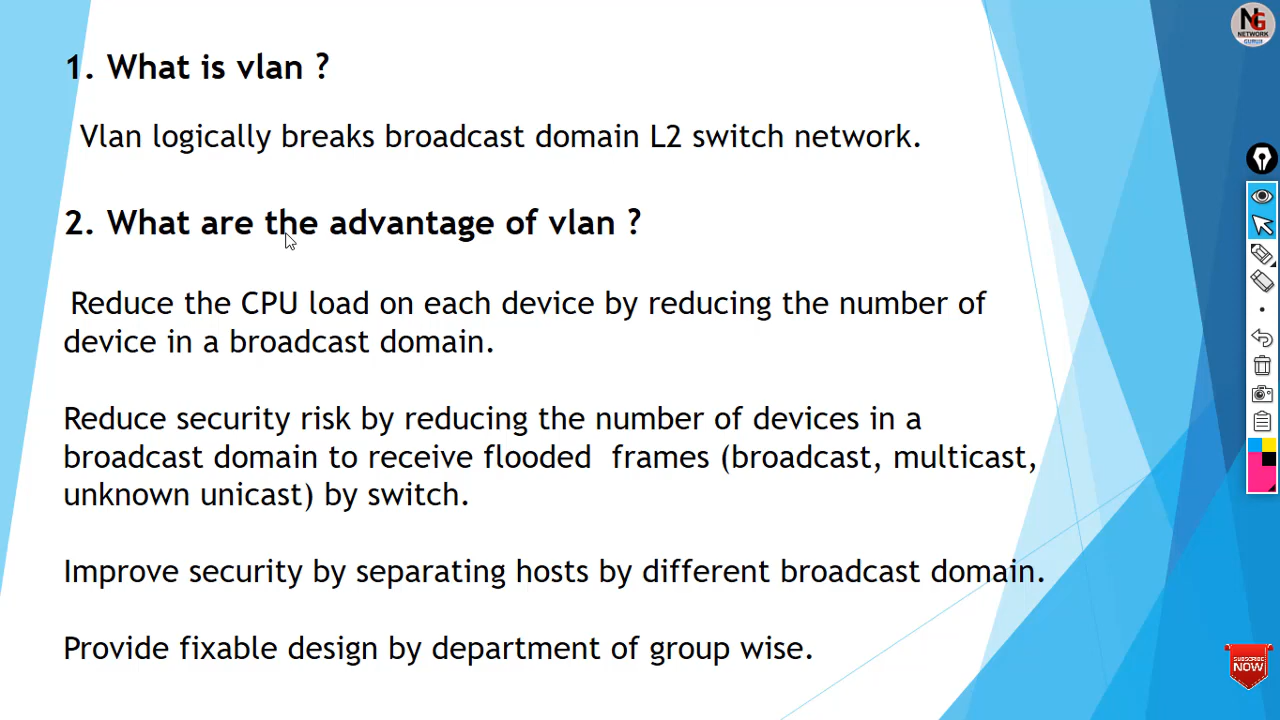 NG
NETWORK
GURUX
1. What is vlan ?
Vlan logically breaks broadcast domain L2 switch network.
2. What are the advantage of vlan ?
Reduce the CPU load on each device by reducing the number of
device in a broadcast domain.
Reduce security risk by reducing the number of devices in a
broadcast domain to receive flooded frames (broadcast, multicast,
unknown unicast) by switch.
Improve security by separating hosts by different broadcast domain.
Provide fixable design by department of group wise.
SUBSCRIBE
NOW